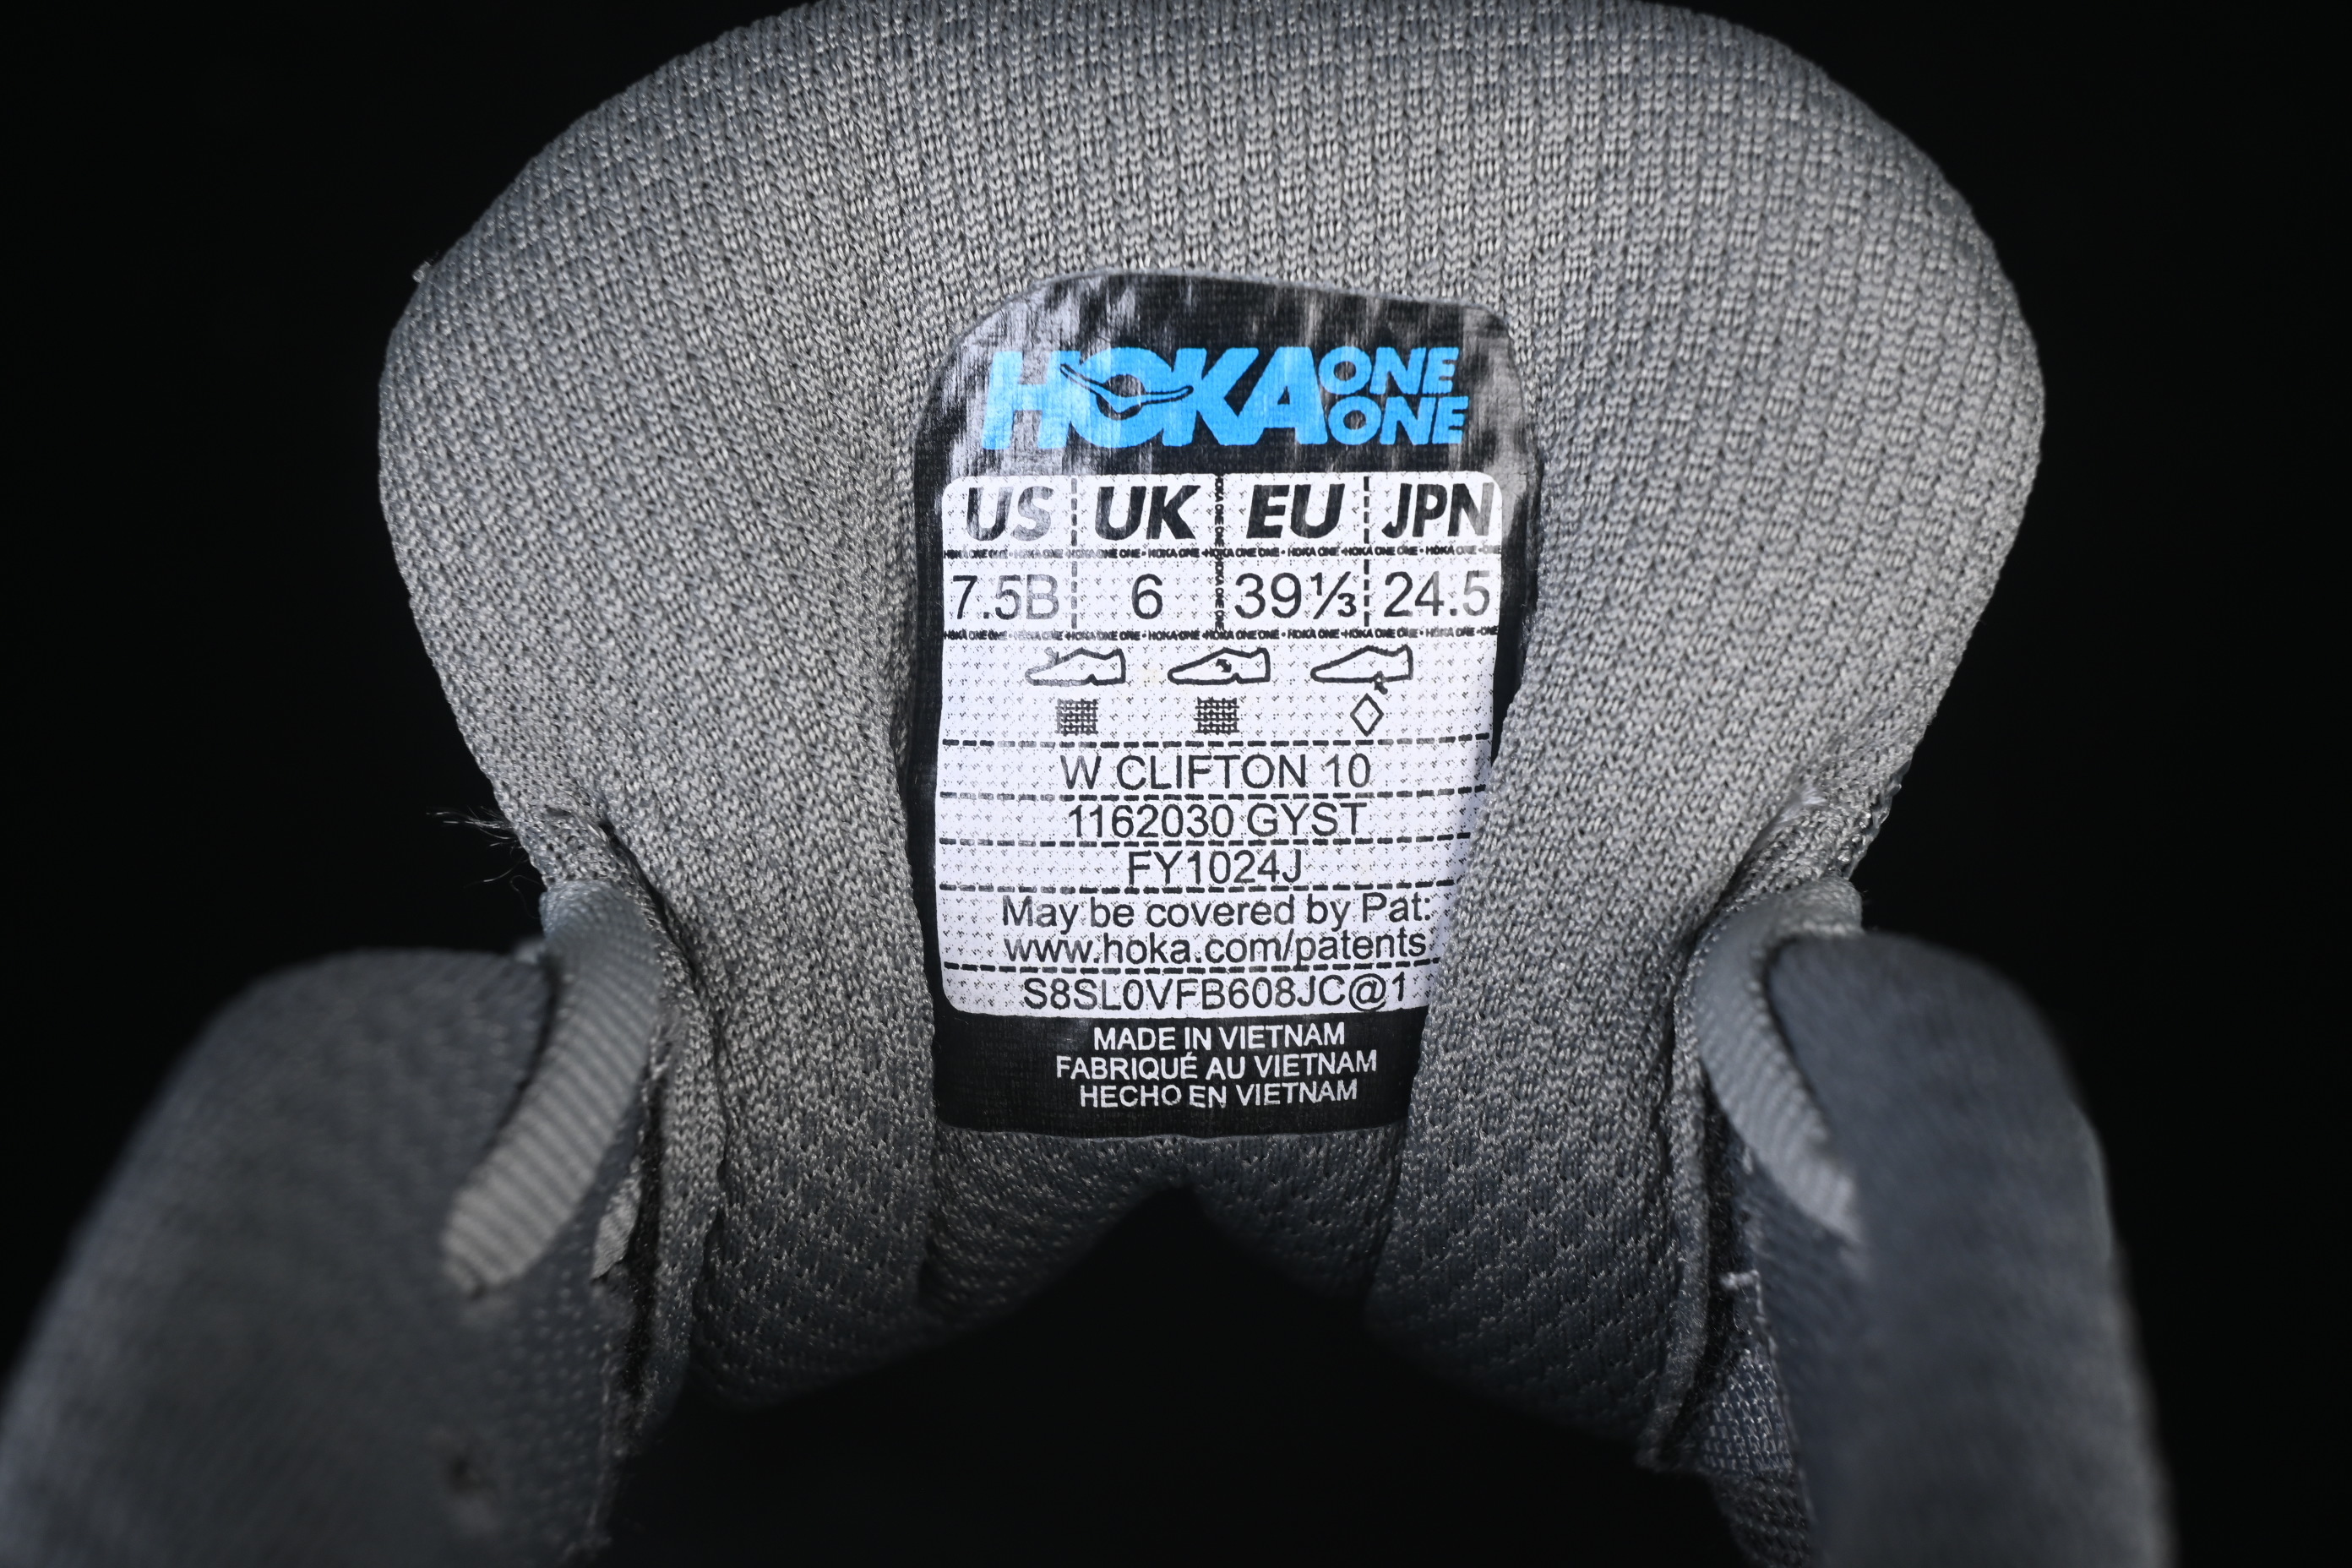 HOKA ONE ONE
US UK EU JPN
7.5B 6 39⅓ 24.5
W CLIFTON 10
1162030 GYST
FY1024J
May be covered by Pat:
www.hoka.com/patents
S8SL0VFB608JC@1
MADE IN VIETNAM
FABRIQUÉ AU VIETNAM
HECHO EN VIETNAM